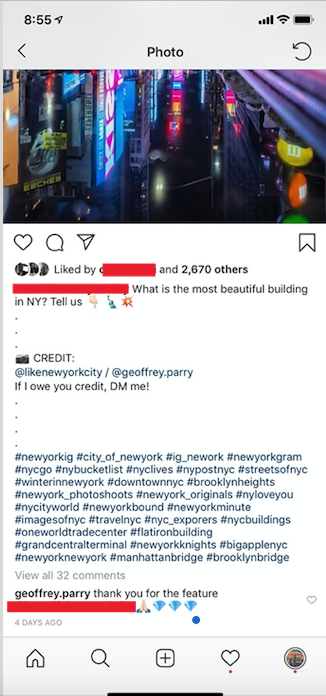 8:55
Photo
Liked by and 2,670 others
What is the most beautiful building
in NY? Tell us 👇🏻 🗽 💥
.
.
.
📷 CREDIT:
@likenewyorkcity / @geoffrey.parry
If I owe you credit, DM me!
.
.
.
.
#newyorkig #city_of_newyork #ig_nework #newyorkgram
#nycgo #nybucketlist #nyclives #nypostnyc #streetsofnyc
#winterinnewyork #downtownnyc #brooklynheights
#newyork_photoshoots #newyork_originals #nyloveyou
#nycityworld #newyorkbound #newyorkminute
#imagesofnyc #travelnyc #nyc_exporers #nycbuildings
#oneworldtradecenter #flatironbuilding
#grandcentralterminal #newyorkknights #bigapplenyc
#newyorknewyork #manhattanbridge #brooklynbridge
View all 32 comments
geoffrey.parry thank you for the feature
🙏🏻💎💎💎
4 DAYS AGO